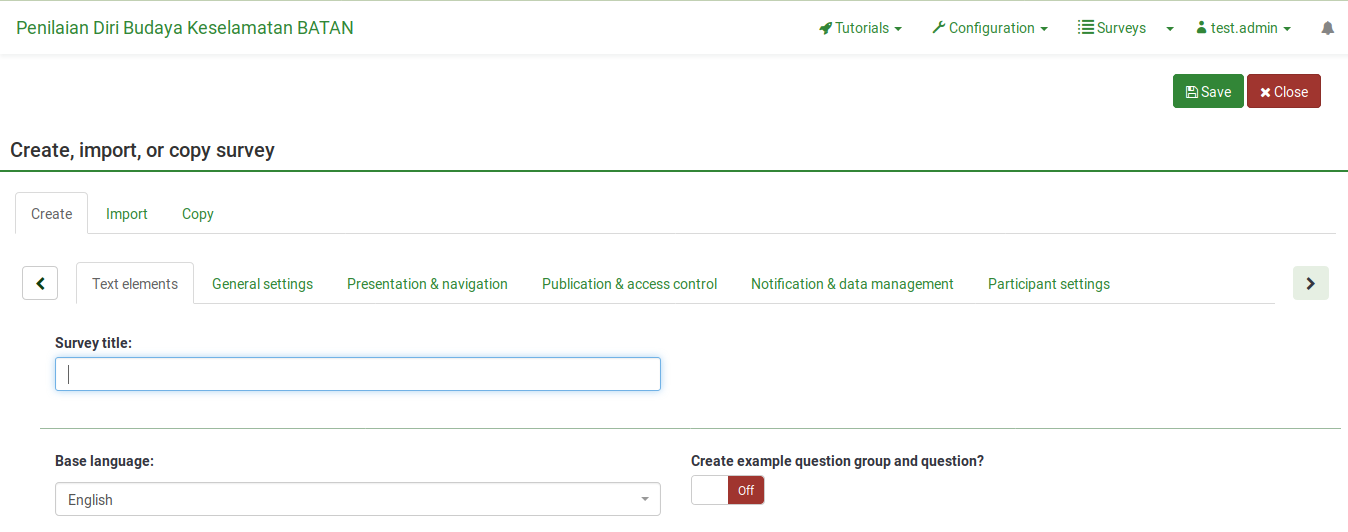 Penilaian Diri Budaya Keselamatan BATAN Tutorials Configuration Surveys test.admin
Save Close
Create, import, or copy survey
Create Import Copy
Text elements General settings Presentation & navigation Publication & access control Notification & data management Participant settings
Survey title:
Base language: Create example question group and question?
English Off